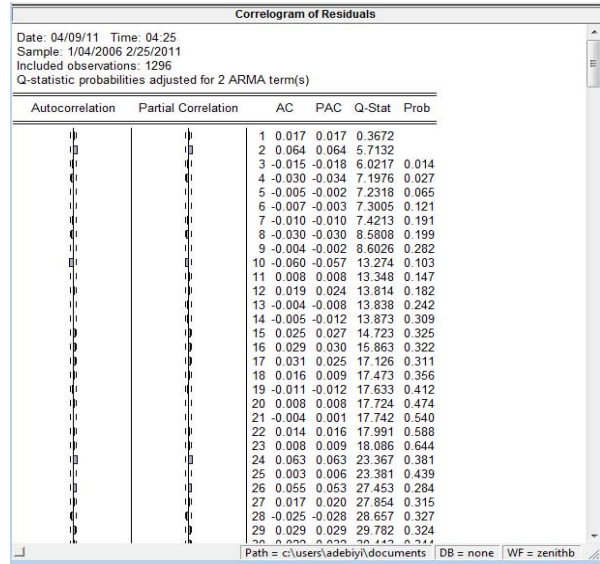 Correlogram of Residuals
Date: 04/09/11 Time: 04:25
Sample: 1/04/2006 2/25/2011
Included observations: 1296
Q-statistic probabilities adjusted for 2 ARMA term(s)
Autocorrelation Partial Correlation AC PAC Q-Stat Prob
1 0.017 0.017 0.3672
2 0.064 0.064 5.7132
3 -0.015 -0.018 6.0217 0.014
4 -0.030 -0.034 7.1976 0.027
5 -0.005 -0.002 7.2318 0.065
6 -0.007 -0.003 7.3005 0.121
7 -0.010 -0.010 7.4213 0.191
8 -0.030 -0.030 8.5808 0.199
9 -0.004 -0.002 8.6026 0.282
10 -0.060 -0.057 13.274 0.103
11 0.008 0.008 13.348 0.147
12 0.019 0.024 13.814 0.182
13 -0.004 -0.008 13.838 0.242
14 -0.005 -0.012 13.873 0.309
15 0.025 0.027 14.723 0.325
16 0.029 0.030 15.863 0.322
17 0.031 0.025 17.126 0.311
18 0.016 0.009 17.473 0.356
19 -0.011 -0.012 17.633 0.412
20 0.008 0.008 17.724 0.474
21 -0.004 0.001 17.742 0.540
22 0.014 0.016 17.991 0.588
23 0.008 0.009 18.086 0.644
24 0.063 0.063 23.367 0.381
25 0.003 0.006 23.381 0.439
26 0.055 0.053 27.453 0.284
27 0.017 0.020 27.854 0.315
28 -0.025 -0.028 28.657 0.327
29 0.029 0.029 29.782 0.324
Path = c:\users\adebiyi\documents DB = none WF = zenithb